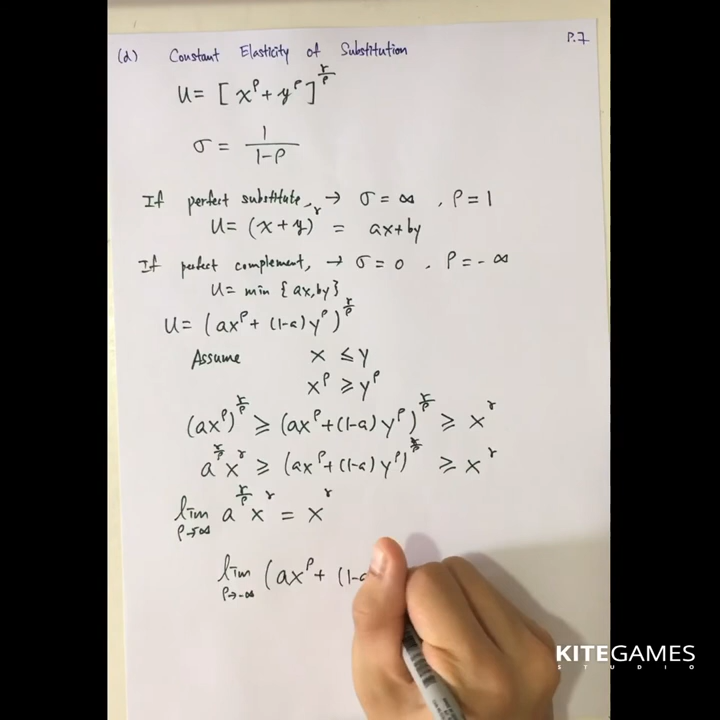 P.7
(d) Constant Elasticity of Substitution
U = [x^ρ + y^ρ]^{r/ρ}
σ = 1/(1-ρ)
If perfect substitute, → σ = ∞, ρ = 1
U = (x + y)^r = ax+by
If perfect complement, → σ = 0, ρ = -∞
U = min {ax, by}
U = (ax^ρ + (1-a)y^ρ)^{r/ρ}
Assume x ≤ y
x^ρ ≥ y^ρ
(ax^ρ)^{r/ρ} ≥ (ax^ρ + (1-a)y^ρ)^{r/ρ} ≥ x^r
a^{r/ρ} x^r ≥ (ax^ρ + (1-a)y^ρ)^{r/ρ} ≥ x^r
lim ρ→∞ a^{r/ρ} x^r = x^r
lim ρ→-∞ (ax^ρ + (1-a
KITEGAMES
STUDIO